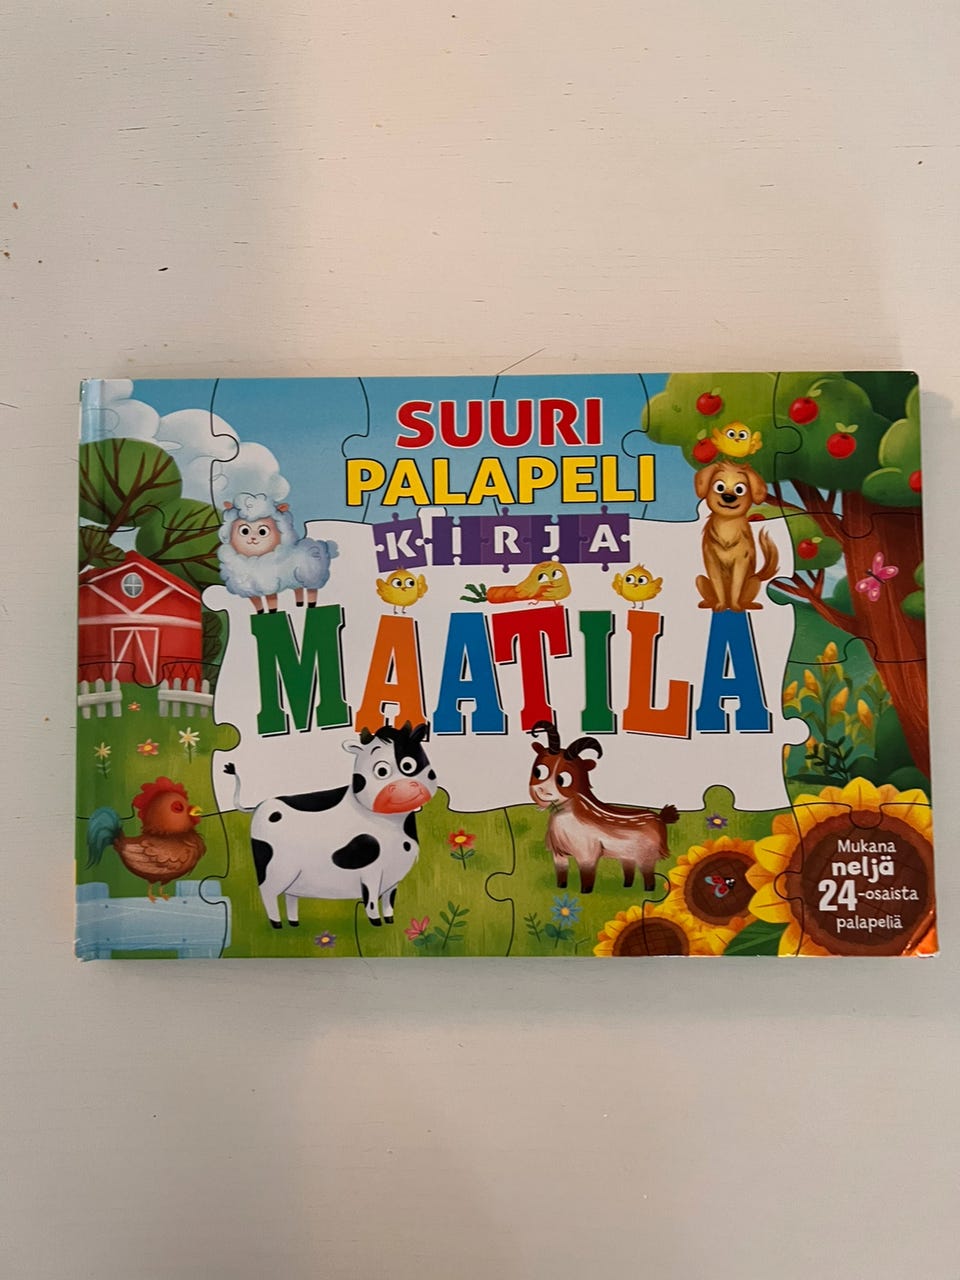 SUURI
PALAPELI
KIRJA
MAATILA
Mukana
neljä
24-osaista
palapeliä